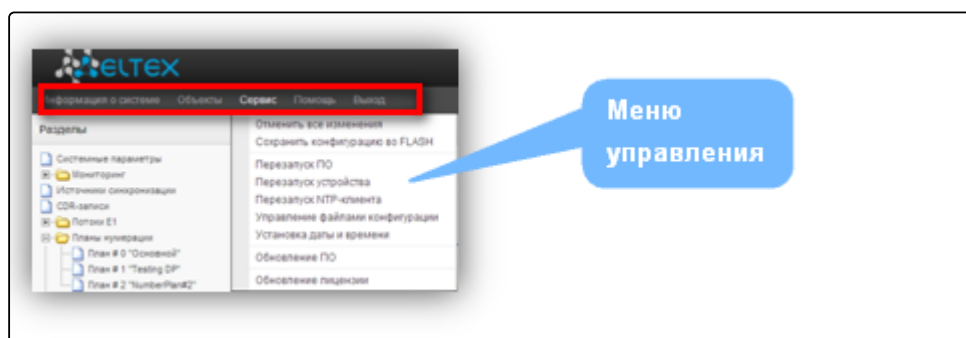 ELTEX
Информация о системе Объекты Сервис Помощь Выход
Разделы
Системные параметры
Мониторинг
Источники синхронизации
CDR-записи
Потоки E1
Планы нумерации
План # 0 "Основной"
План # 1 "Testing DP"
План # 2 "NumberPlan#2"
Отменить все изменения
Сохранить конфигурацию во FLASH
Перезапуск ПО
Перезапуск устройства
Перезапуск NTP-клиента
Управление файлами конфигурации
Установка даты и времени
Обновление ПО
Обновление лицензии
Меню
управления